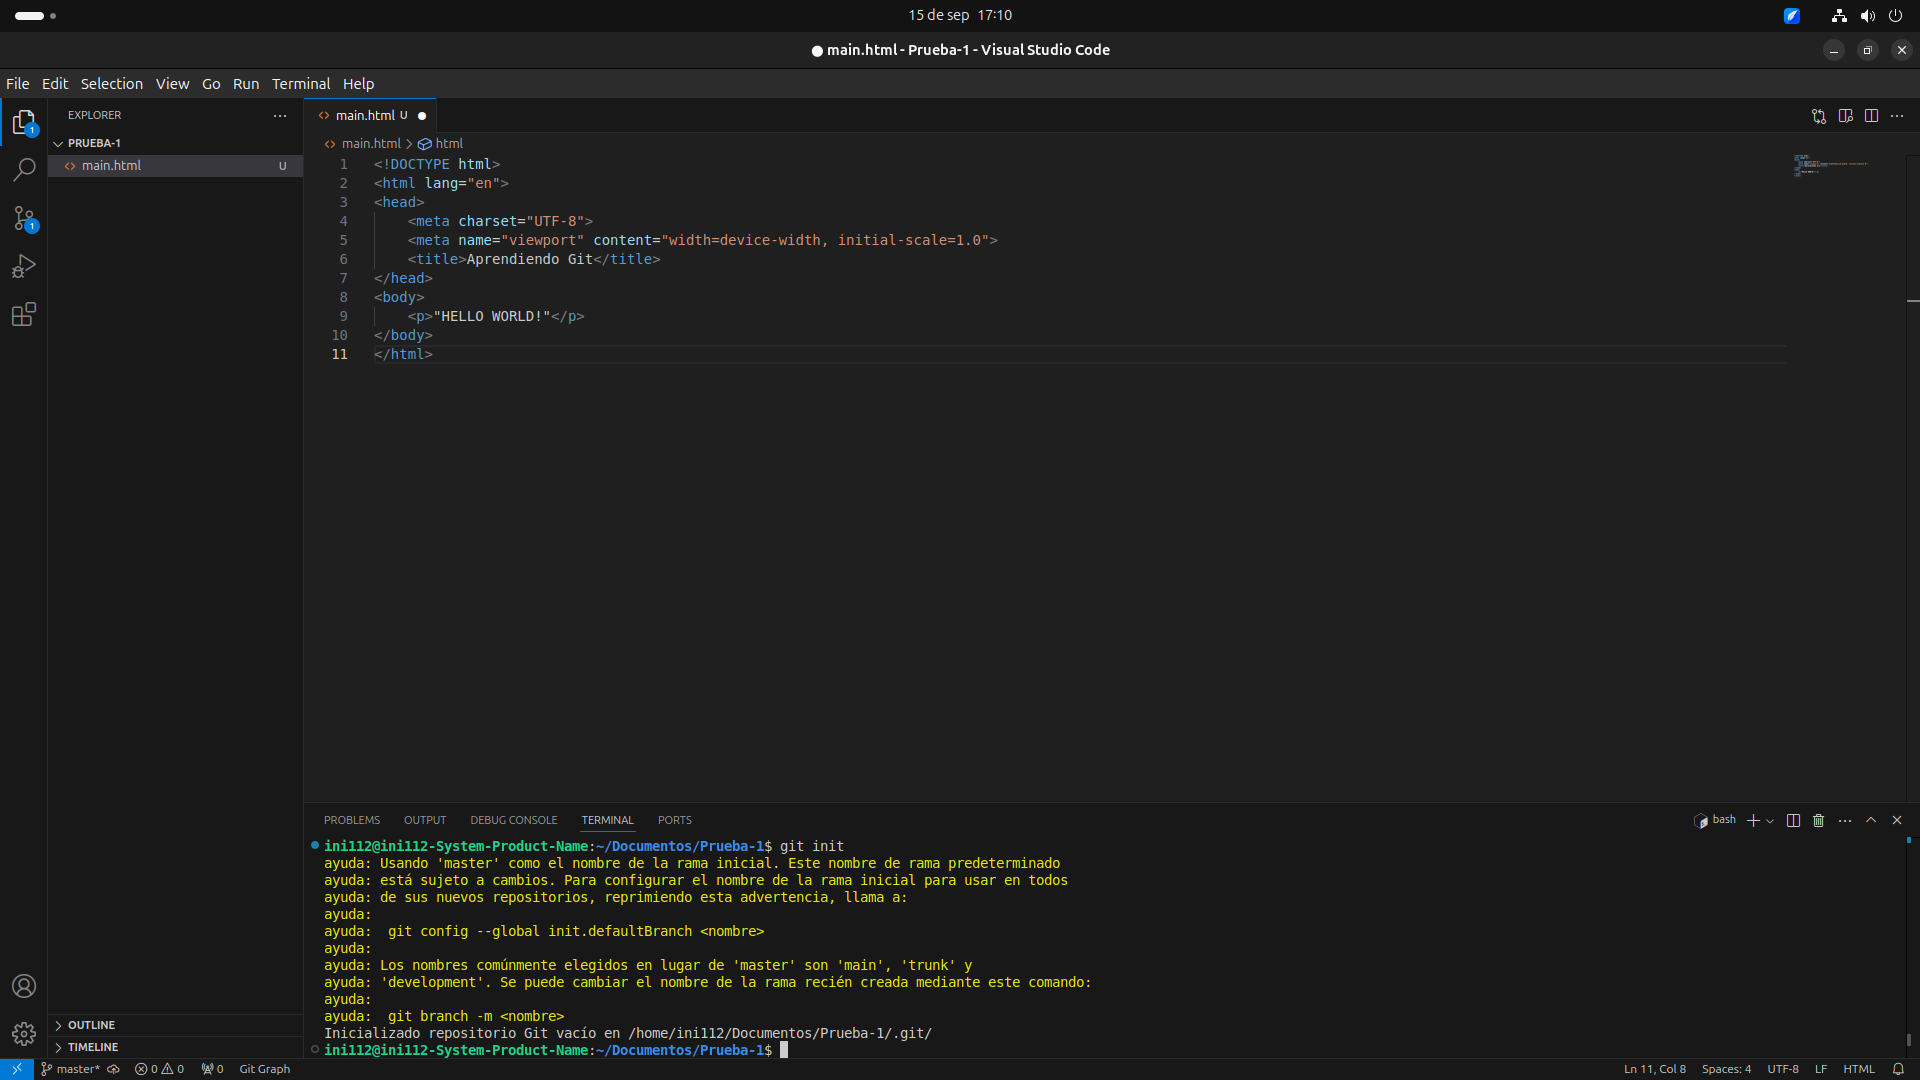 15 de sep 17:10
main.html - Prueba-1 - Visual Studio Code
File Edit Selection View Go Run Terminal Help
EXPLORER
PRUEBA-1
main.html U
1
1
main.html U
main.html > html
1 <!DOCTYPE html>
2 <html lang="en">
3 <head>
4 <meta charset="UTF-8">
5 <meta name="viewport" content="width=device-width, initial-scale=1.0">
6 <title>Aprendiendo Git</title>
7 </head>
8 <body>
9 <p>"HELLO WORLD!"</p>
10 </body>
11 </html>
PROBLEMS OUTPUT DEBUG CONSOLE TERMINAL PORTS
bash
ini112@ini112-System-Product-Name:~/Documentos/Prueba-1$ git init
ayuda: Usando 'master' como el nombre de la rama inicial. Este nombre de rama predeterminado
ayuda: está sujeto a cambios. Para configurar el nombre de la rama inicial para usar en todos
ayuda: de sus nuevos repositorios, reprimiendo esta advertencia, llama a:
ayuda:
ayuda:  git config --global init.defaultBranch <nombre>
ayuda:
ayuda: Los nombres comúnmente elegidos en lugar de 'master' son 'main', 'trunk' y
ayuda: 'development'. Se puede cambiar el nombre de la rama recién creada mediante este comando:
ayuda:
ayuda:  git branch -m <nombre>
Inicializado repositorio Git vacío en /home/ini112/Documentos/Prueba-1/.git/
ini112@ini112-System-Product-Name:~/Documentos/Prueba-1$
OUTLINE
TIMELINE
master* 0 0 0 Git Graph
Ln 11, Col 8 Spaces: 4 UTF-8 LF HTML